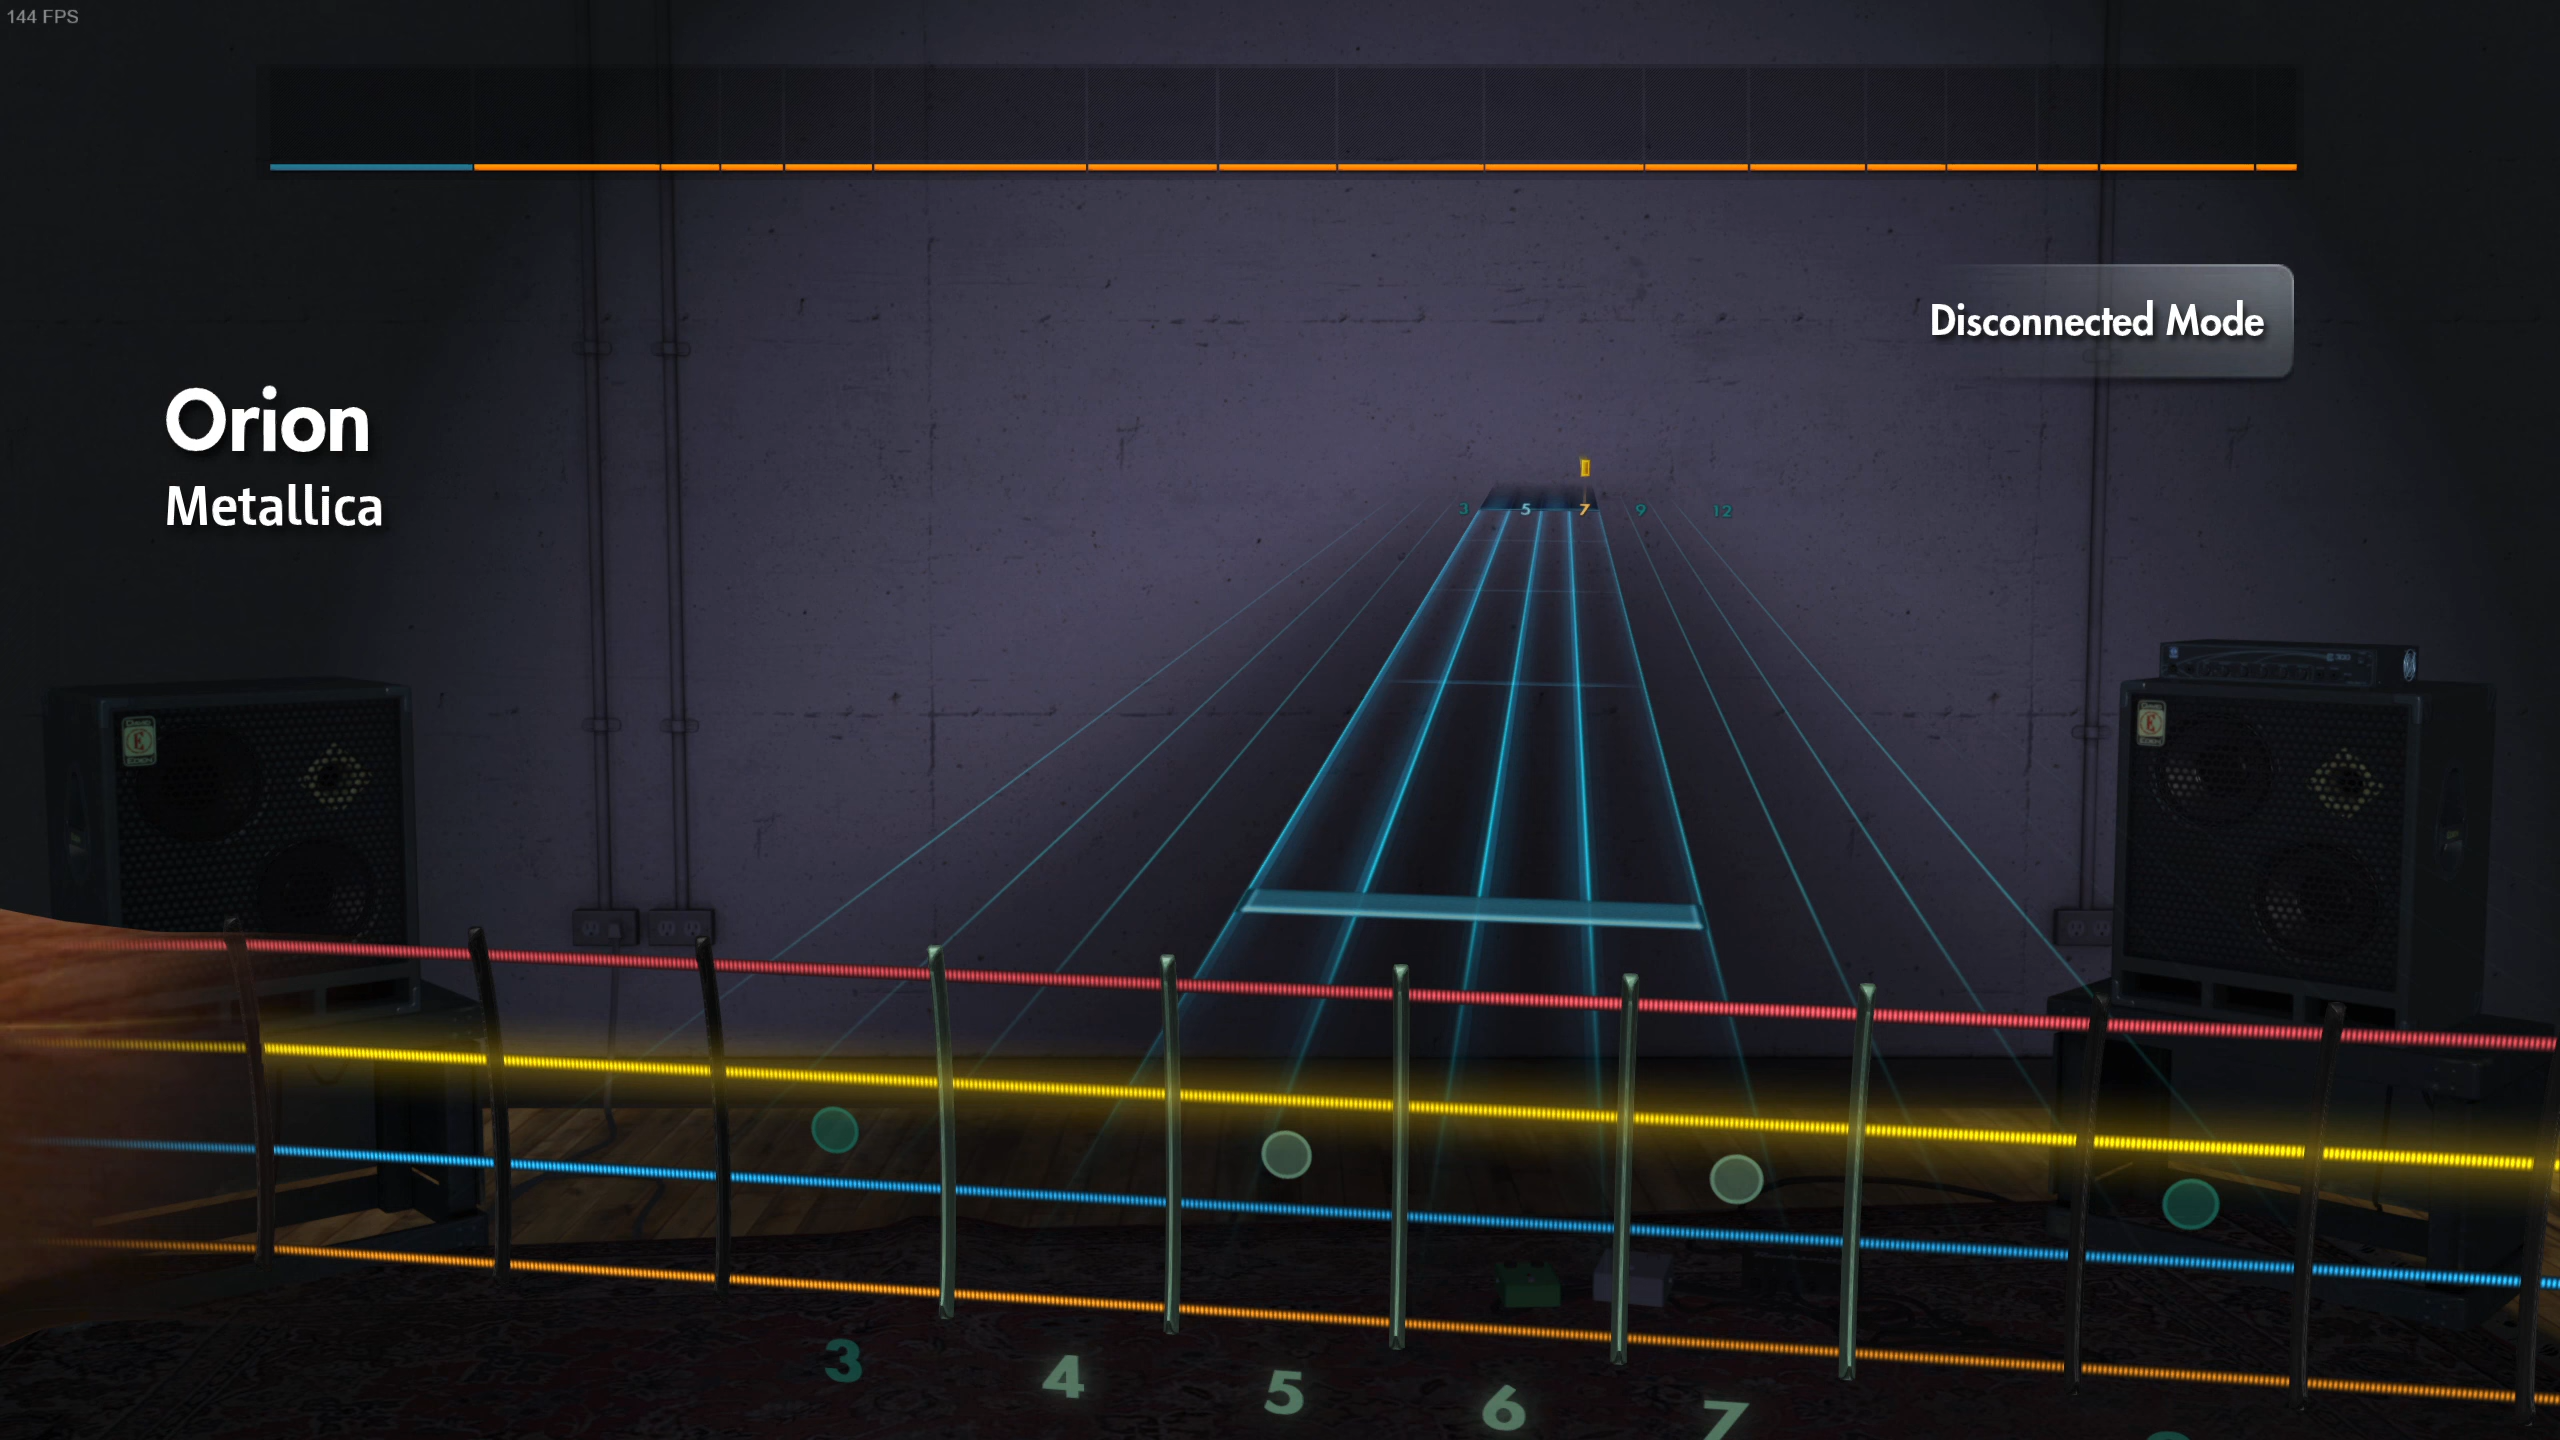 144 FPS
Disconnected Mode
Orion
Metallica
3 5 7 9 12
E
E
3 4 5 6 7